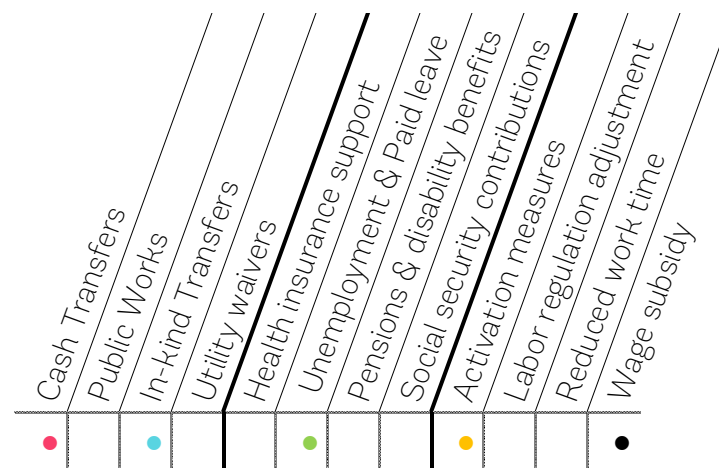 Cash Transfers
Public Works
In-kind Transfers
Utility waivers
Health insurance support
Unemployment & Paid leave
Pensions & disability benefits
Social security contributions
Activation measures
Labor regulation adjustment
Reduced work time
Wage subsidy